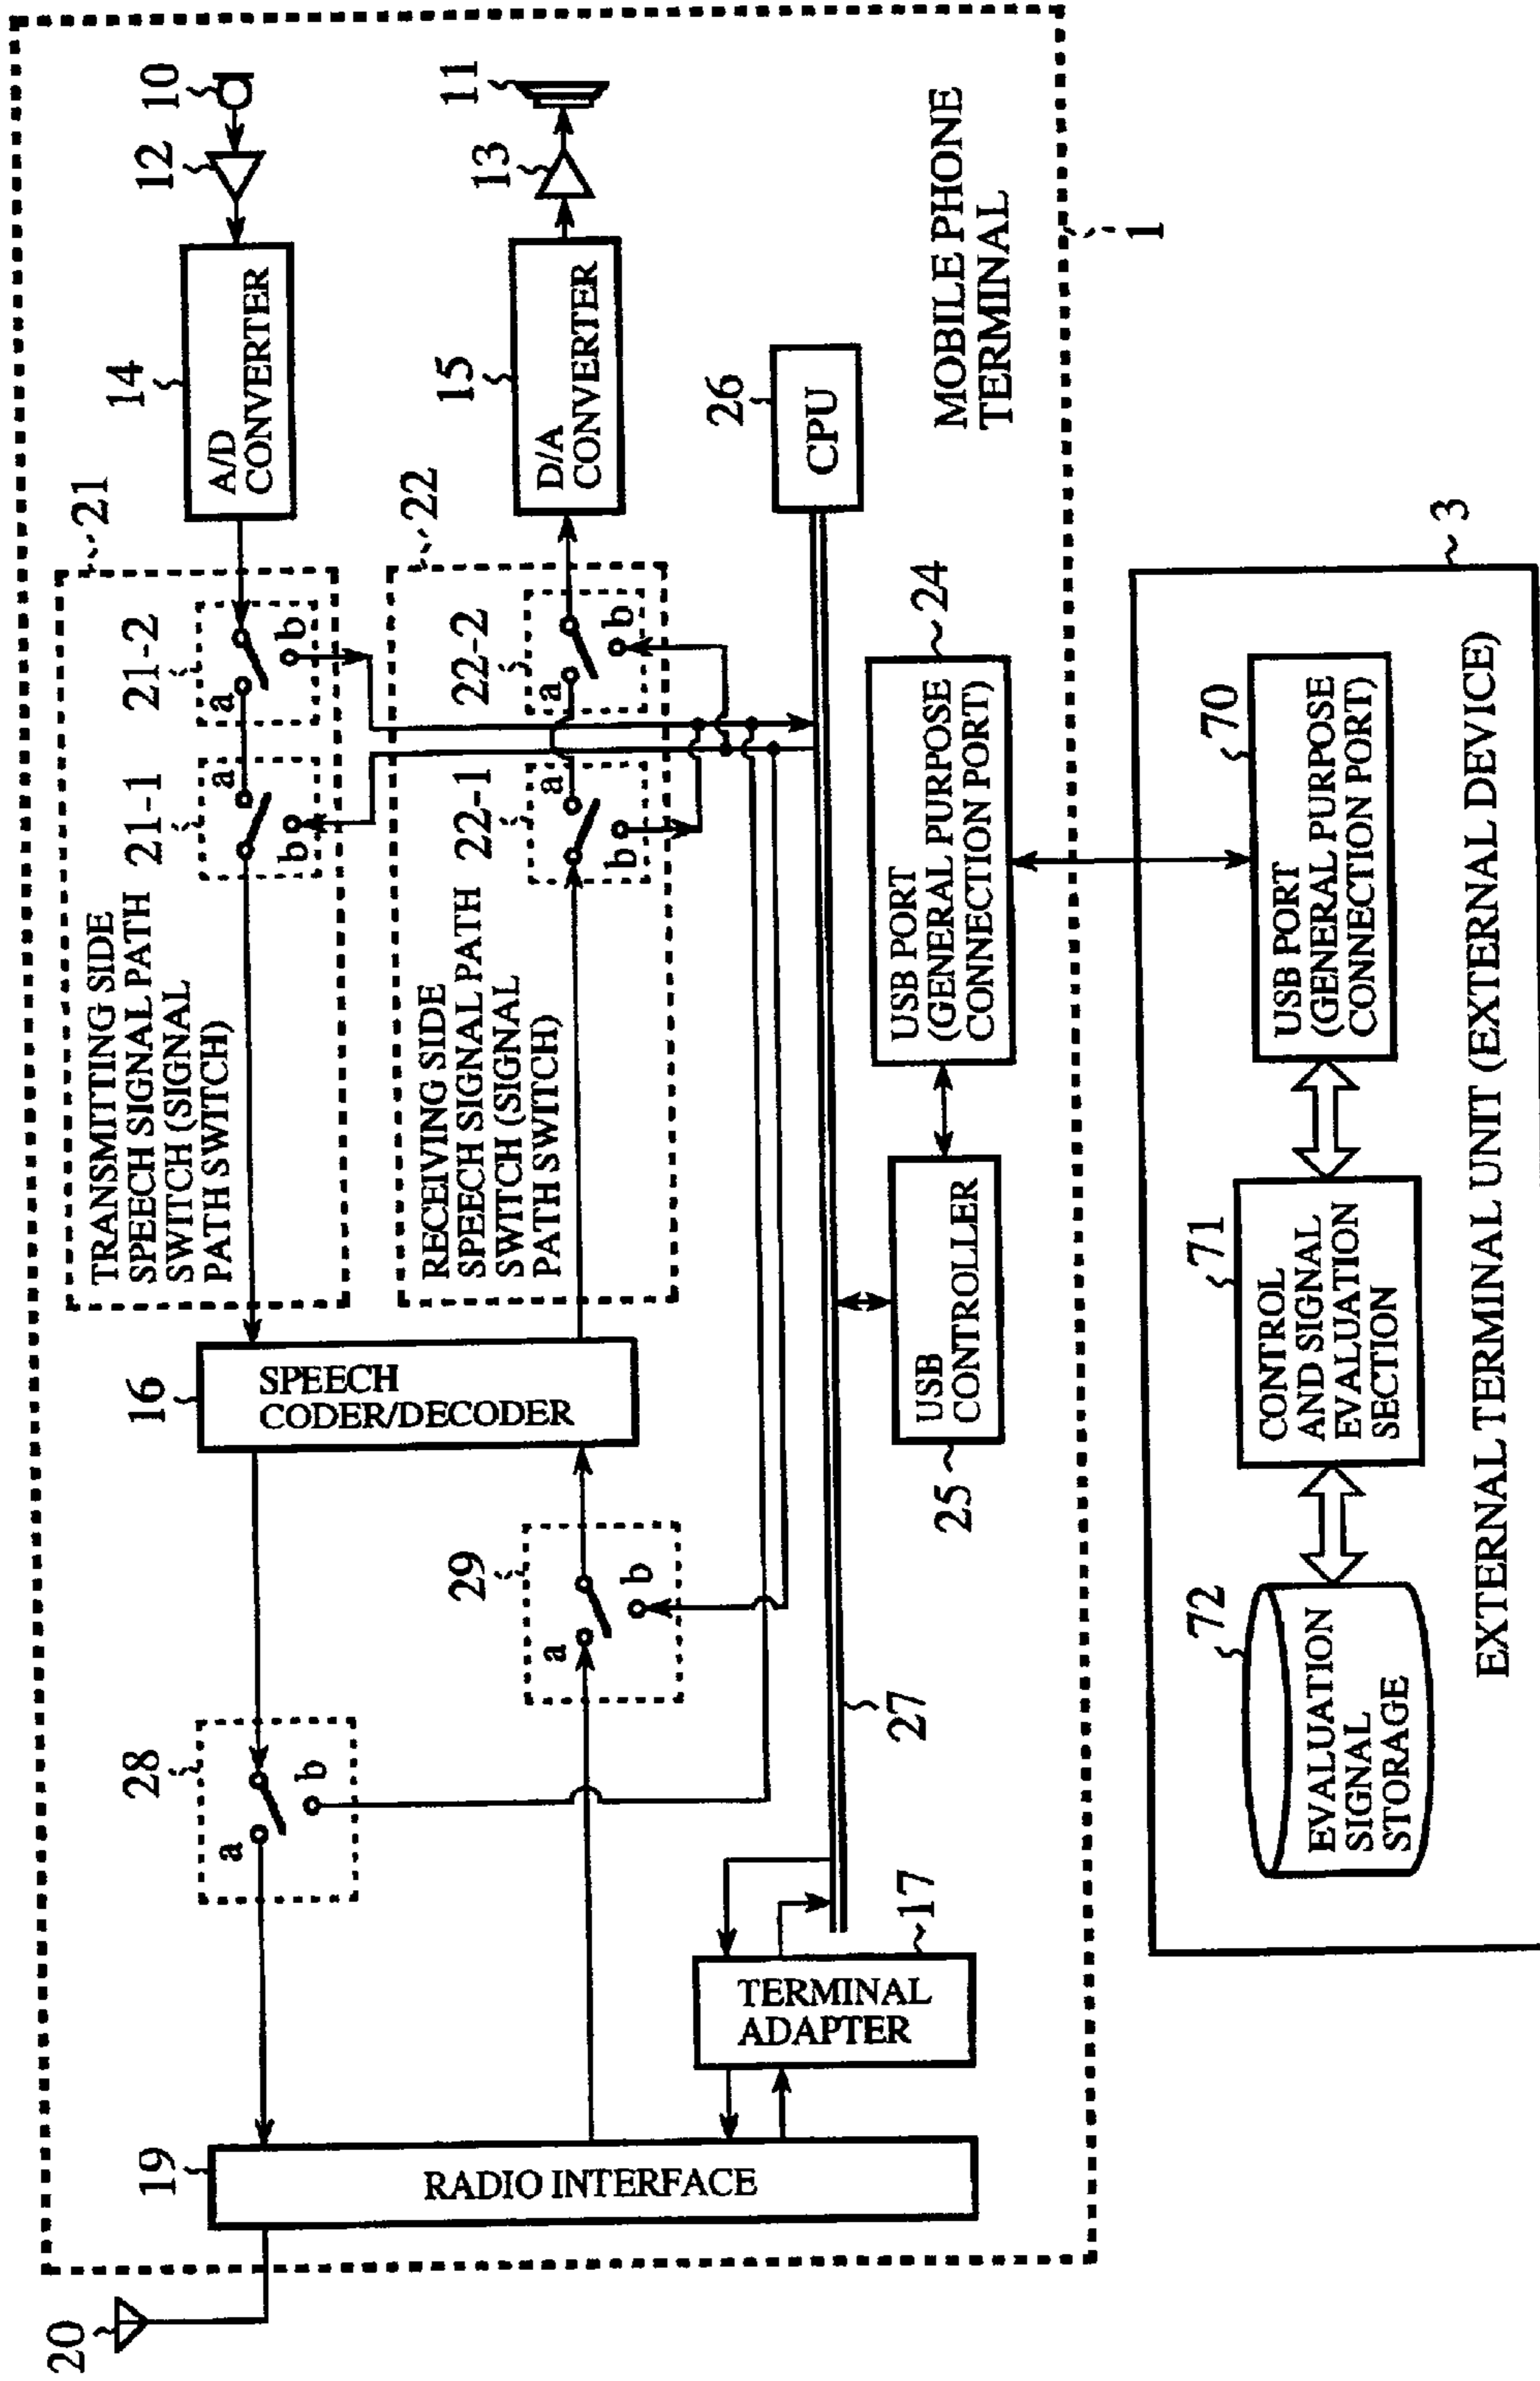 20
19
RADIO INTERFACE
28
a
b
29
a
b
TERMINAL
ADAPTER
17
27
16
SPEECH
CODER/DECODER
TRANSMITTING SIDE
SPEECH SIGNAL PATH
SWITCH (SIGNAL
PATH SWITCH)
21-1
a
b
21-2
a
b
21
RECEIVING SIDE
SPEECH SIGNAL PATH
SWITCH (SIGNAL
PATH SWITCH)
22-1
a
b
22-2
a
b
22
14
A/D
CONVERTER
12
10
15
D/A
CONVERTER
13
11
26
CPU
25
USB
CONTROLLER
USB PORT
(GENERAL PURPOSE
CONNECTION PORT)
24
MOBILE PHONE
TERMINAL
1
72
EVALUATION
SIGNAL
STORAGE
71
CONTROL
AND SIGNAL
EVALUATION
SECTION
70
USB PORT
(GENERAL PURPOSE
CONNECTION PORT)
3
EXTERNAL TERMINAL UNIT (EXTERNAL DEVICE)